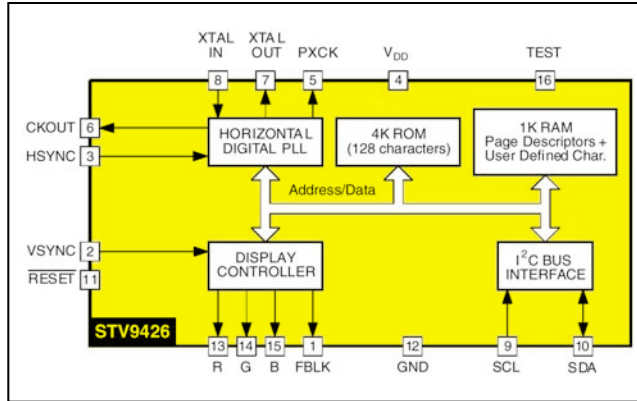 XTAL IN
XTAL OUT
PXCK
VDD
TEST
8
7
5
4
16
CKOUT 6
HSYNC 3
HORIZONTAL DIGITAL PLL
4K ROM
(128 characters)
1K RAM
Page Descriptors +
User Defined Char.
Address/Data
VSYNC 2
RESET 11
DISPLAY
CONTROLLER
I2C BUS
INTERFACE
STV9426
13
14
15
1
12
9
10
R
G
B
FBLK
GND
SCL
SDA